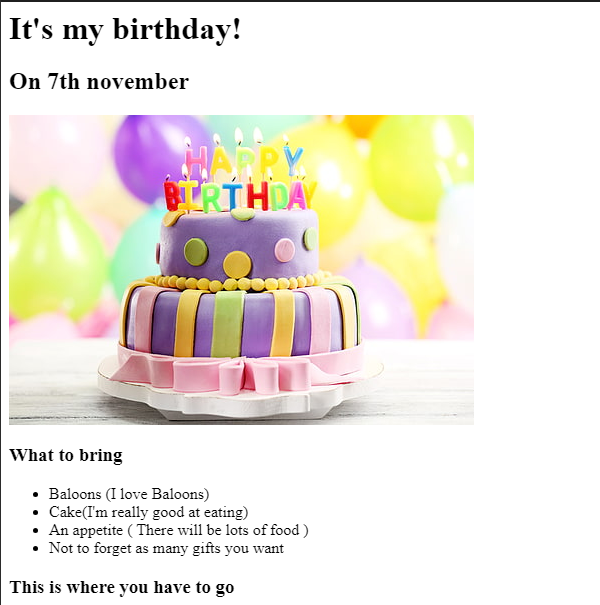 It's my birthday!
On 7th november
HAPPY
BIRTHDAY
What to bring
Baloons (I love Baloons)
Cake(I'm really good at eating)
An appetite ( There will be lots of food )
Not to forget as many gifts you want
This is where you have to go